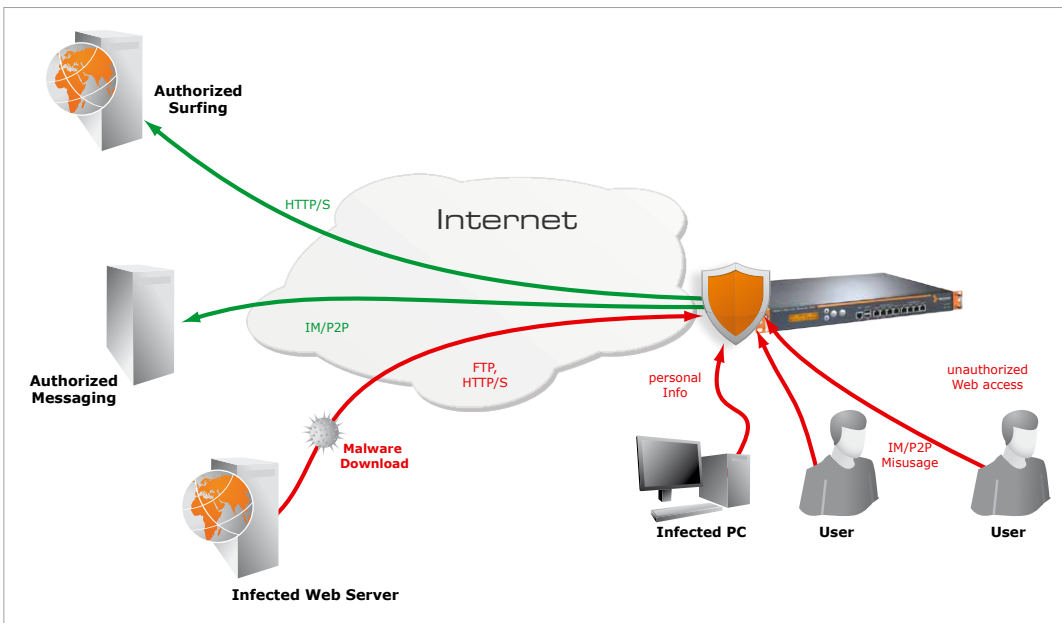 Authorized
Surfing
HTTP/S
Internet
Authorized
Messaging
IM/P2P
FTP,
HTTP/S
Malware
Download
Infected Web Server
personal
Info
unauthorized
Web access
IM/P2P
Misusage
Infected PC
User
User